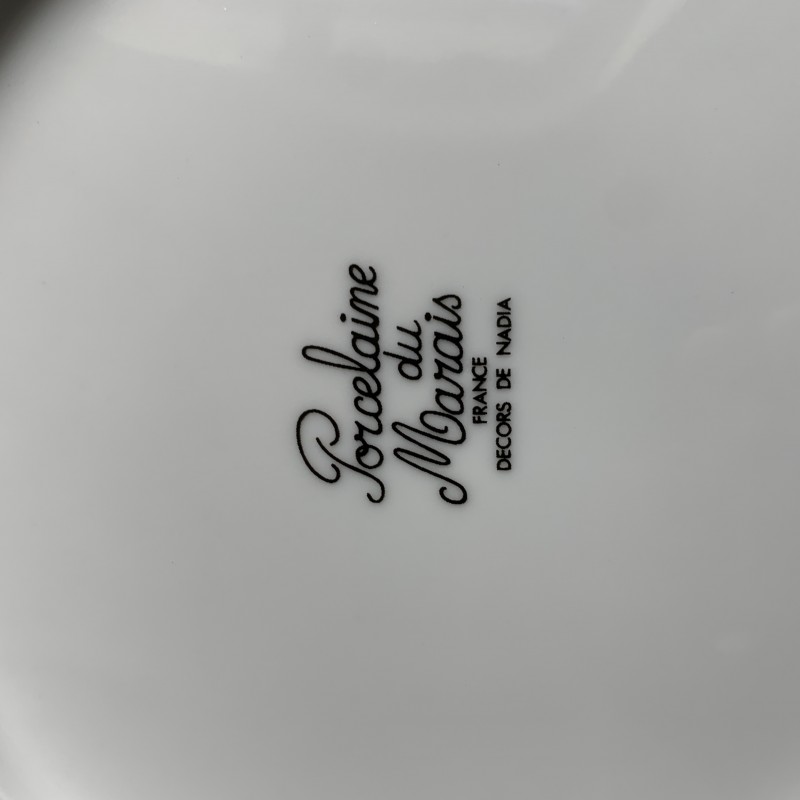 Porcelaine
du
Marais
FRANCE
DECORS DE NADIA